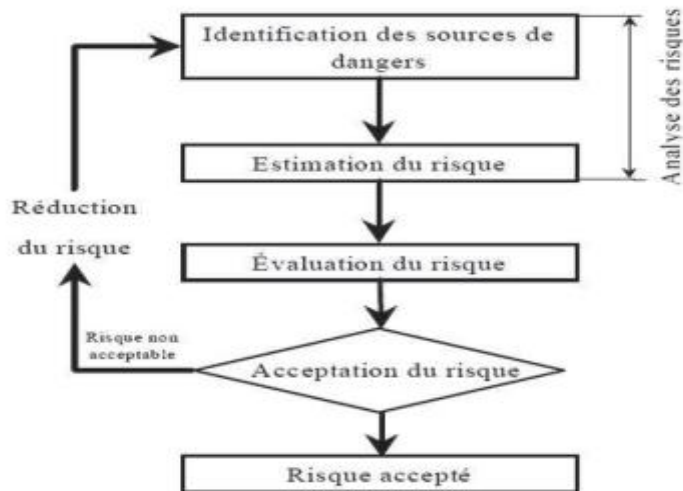 Identification des sources de
dangers
Analyse des risques
Estimation du risque
Réduction
du risque
Évaluation du risque
Risque non
acceptable
Acceptation du risque
Risque accepté